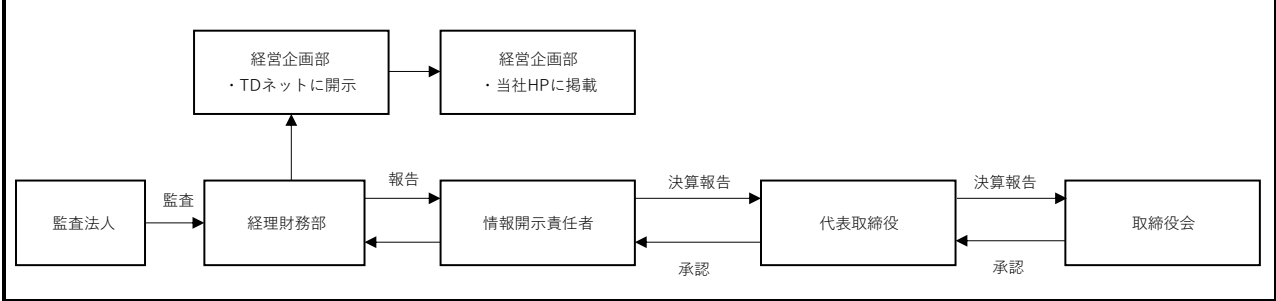 経営企画部
・TDネットに開示
経営企画部
・当社HPに掲載
監査法人
監査
経理財務部
報告
情報開示責任者
決算報告
承認
代表取締役
決算報告
承認
取締役会